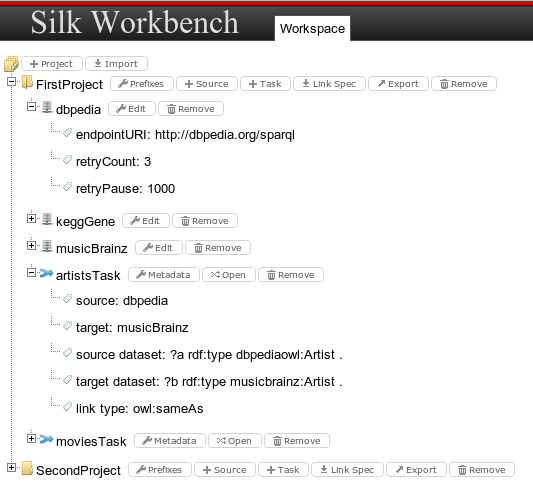 Silk Workbench Workspace
Project Import
FirstProject Prefixes Source Task Link Spec Export Remove
dbpedia Edit Remove
endpointURI: http://dbpedia.org/sparql
retryCount: 3
retryPause: 1000
keggGene Edit Remove
musicBrainz Edit Remove
artistsTask Metadata Open Remove
source: dbpedia
target: musicBrainz
source dataset: ?a rdf:type dbpediaowl:Artist .
target dataset: ?b rdf:type musicbrainz:Artist .
link type: owl:sameAs
moviesTask Metadata Open Remove
SecondProject Prefixes Source Task Link Spec Export Remove